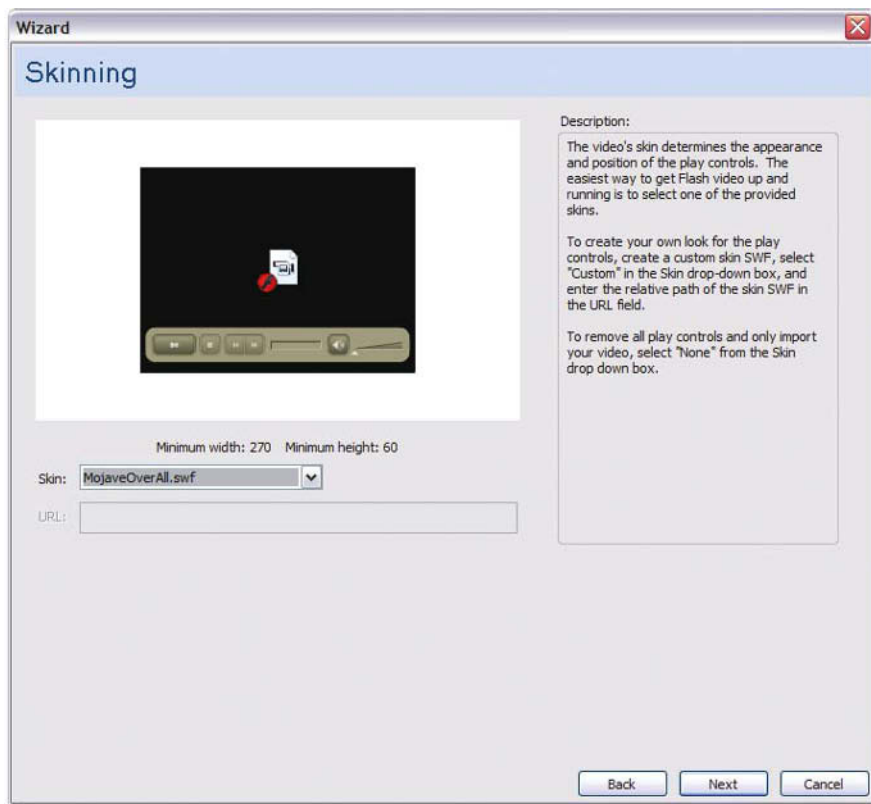 Wizard
Skinning
Minimum width: 270 Minimum height: 60
Skin: MojaveOverAll.swf
URL:
Description:
The video's skin determines the appearance
and position of the play controls. The
easiest way to get Flash video up and
running is to select one of the provided
skins.
To create your own look for the play
controls, create a custom skin SWF, select
"Custom" in the Skin drop-down box, and
enter the relative path of the skin SWF in
the URL field.
To remove all play controls and only import
your video, select "None" from the Skin
drop down box.
Back Next Cancel